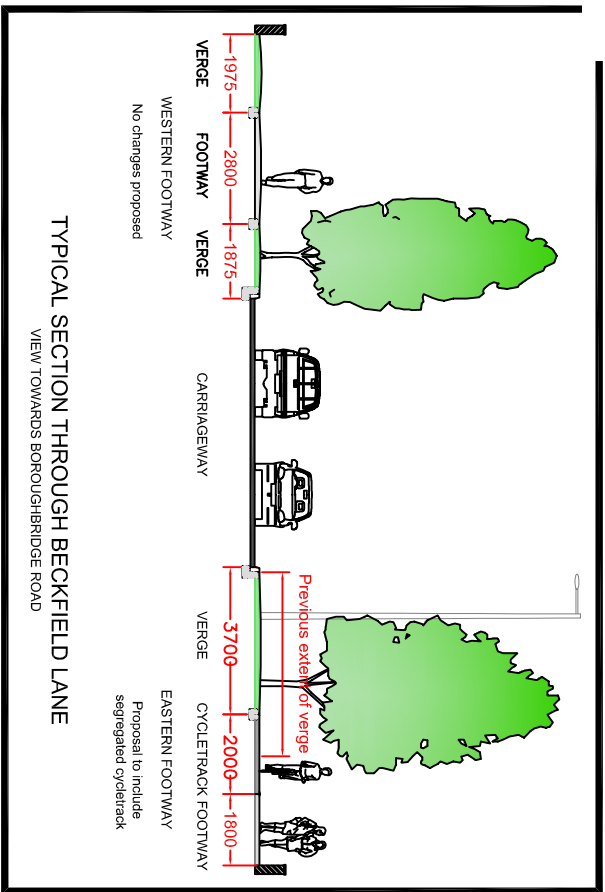 Previous extent of verge
1975
2800
1875
3700
2000
1800
VERGE
FOOTWAY
VERGE
CARRIAGEWAY
VERGE
CYCLETRACK
FOOTWAY
WESTERN FOOTWAY
No changes proposed
EASTERN FOOTWAY
Proposal to include
segregated cycletrack
TYPICAL SECTION THROUGH BECKFIELD LANE
VIEW TOWARDS BOROUGHBRIDGE ROAD